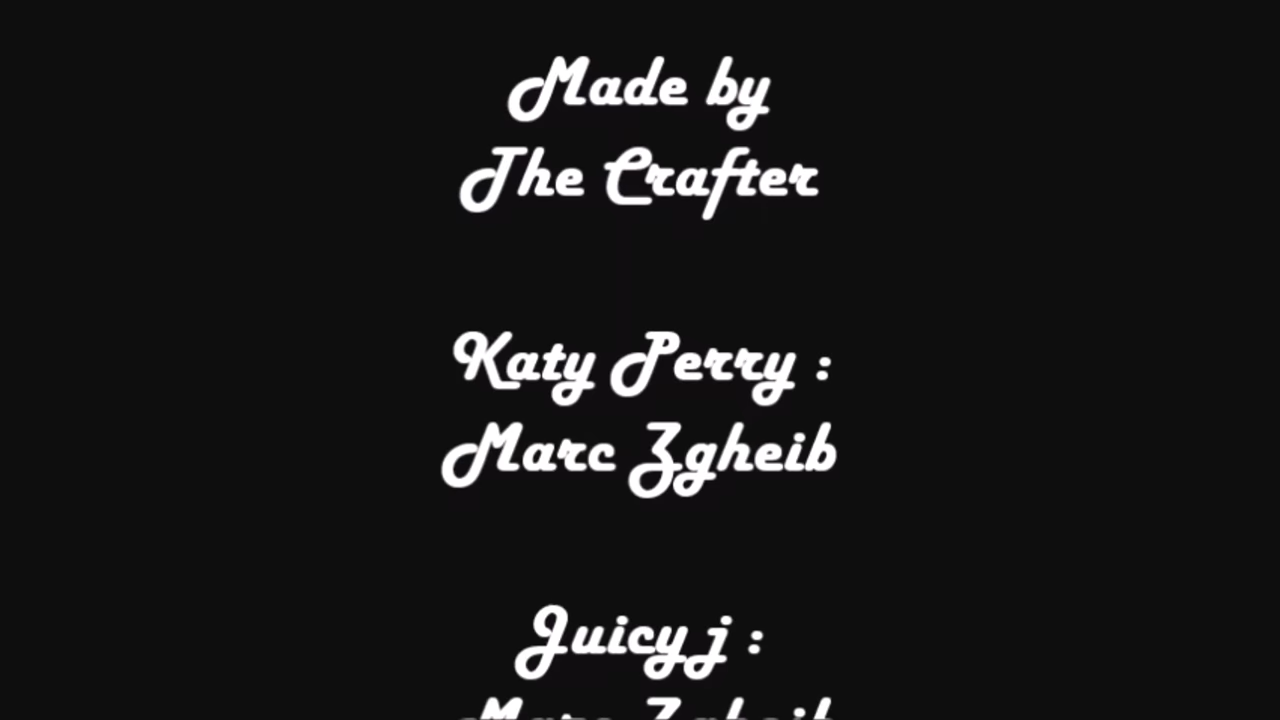 Made by
The Crafter
Katy Perry :
Marc Zgheib
Juicy j :